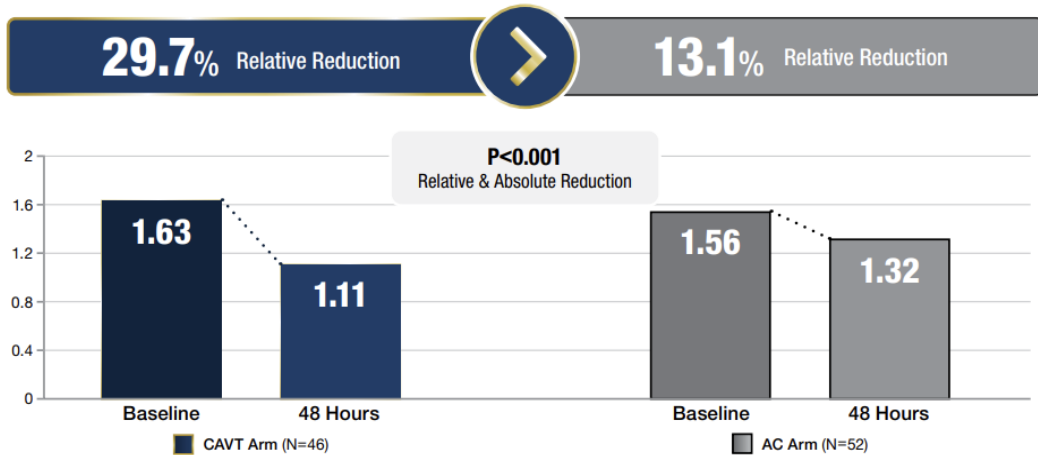 29.7% Relative Reduction
13.1% Relative Reduction
P<0.001
Relative & Absolute Reduction
2
1.6
1.2
0.8
0.4
0
1.63
1.11
1.56
1.32
Baseline
48 Hours
Baseline
48 Hours
CAVT Arm (N=46)
AC Arm (N=52)